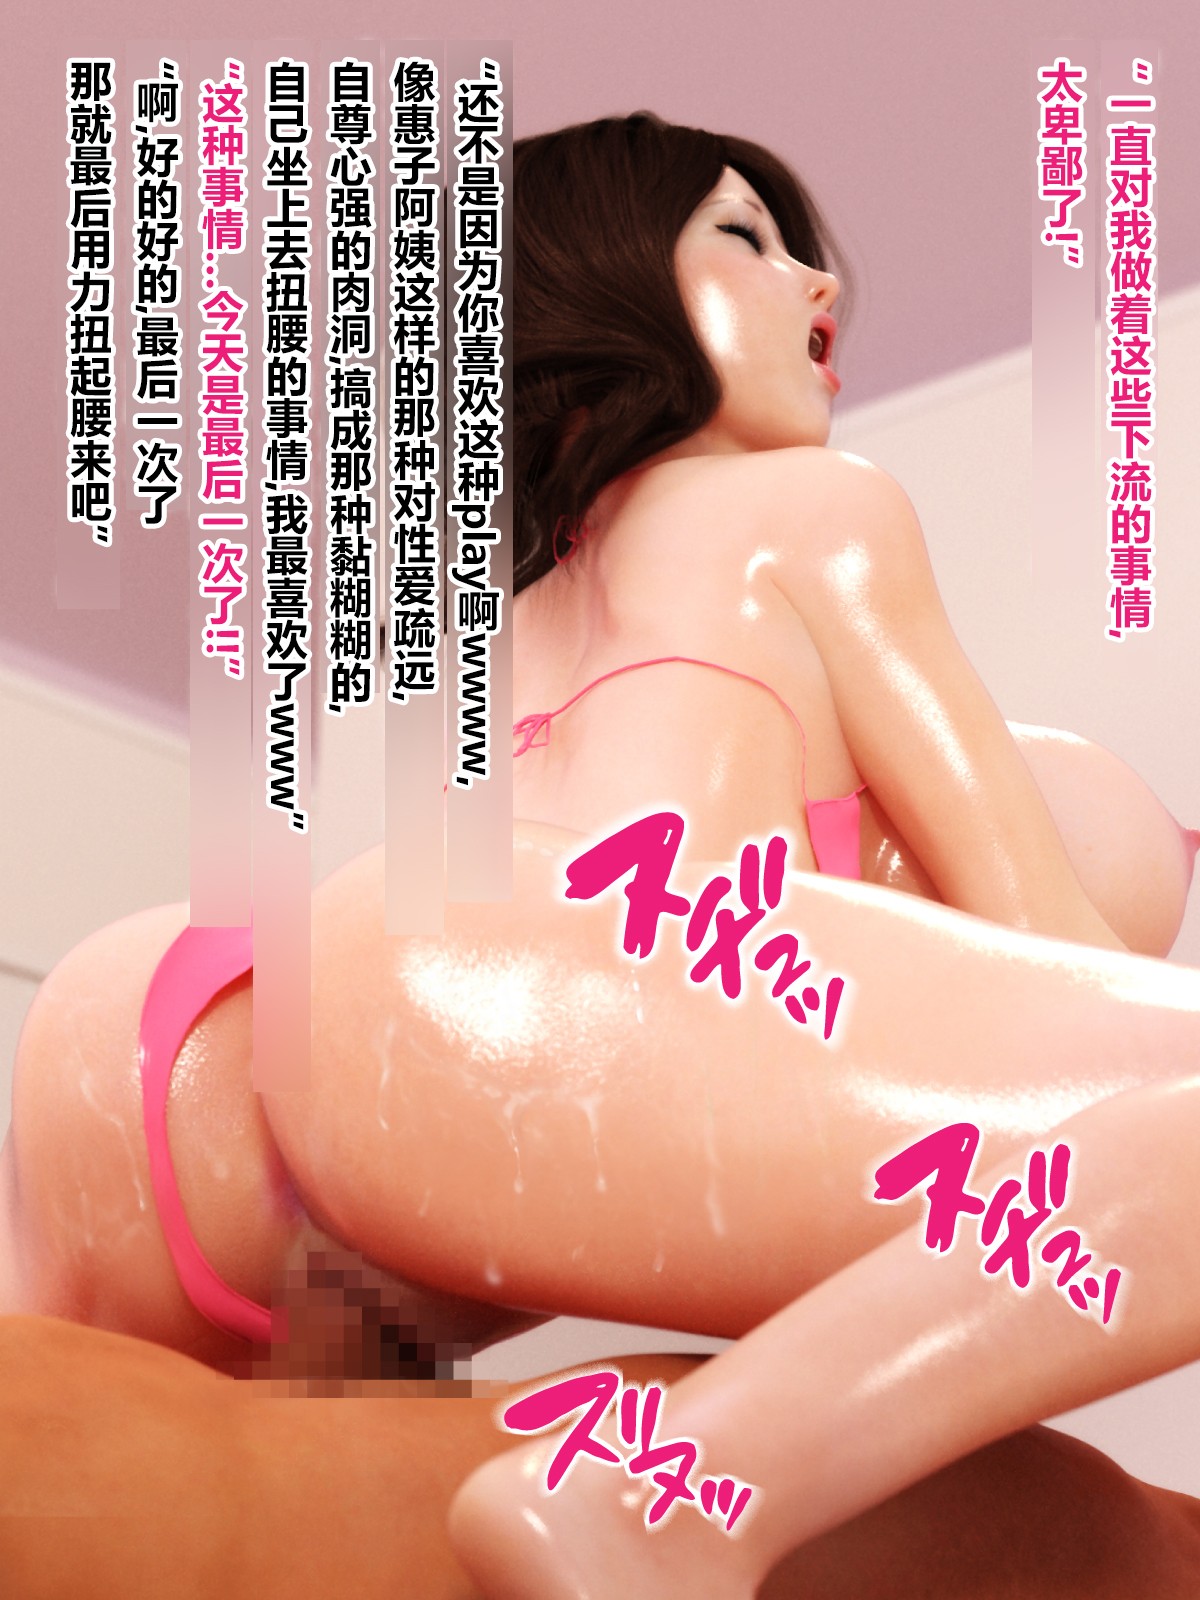 “一直对我做着这些下流的事情,
太卑鄙了!”
“还不是因为你喜欢这种play啊wwww,
像惠子阿姨这样的那种对性爱疏远,
自尊心强的肉洞,搞成那种黏糊糊的,
自己坐上去扭腰的事情,我最喜欢了www”
“这种事情…今天是最后一次了!!”
“啊,好的好的,最后一次了
那就最后用力扭起腰来吧”
ヌギュッ
ヌギュッ
ズリュッ